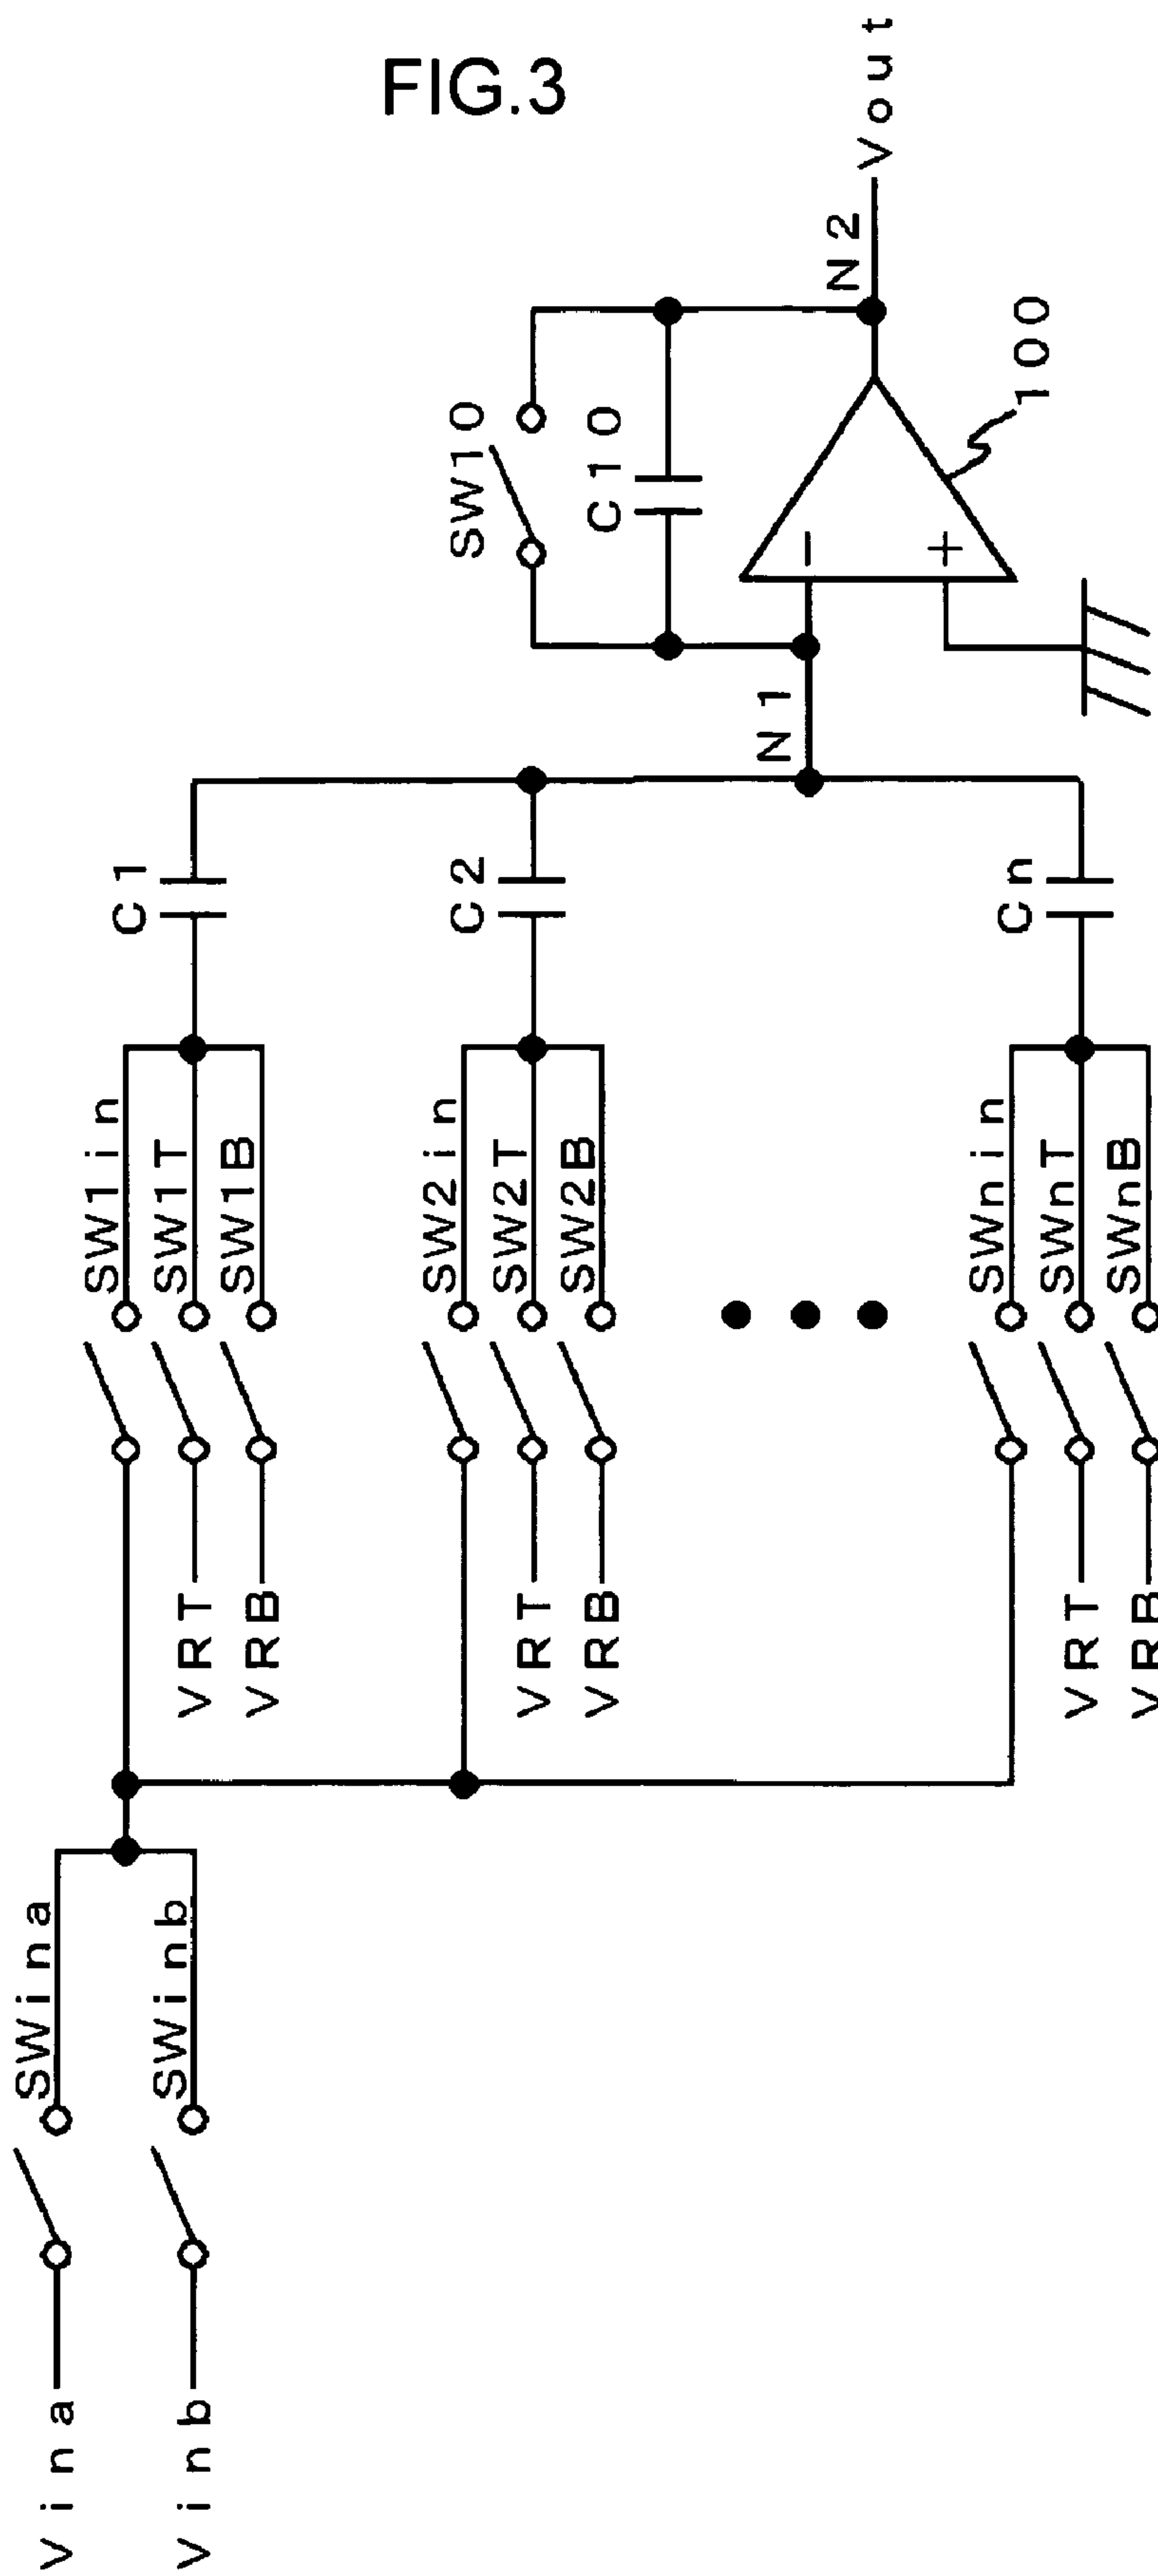 FIG.3
Vina
SWina
Vinb
SWinb
SW1in
VRT
SW1T
VRB
SW1B
C1
SW2in
VRT
SW2T
VRB
SW2B
C2
SWnin
VRT
SWnT
VRB
SWnB
Cn
N1
SW10
C10
−
+
100
N2
Vout